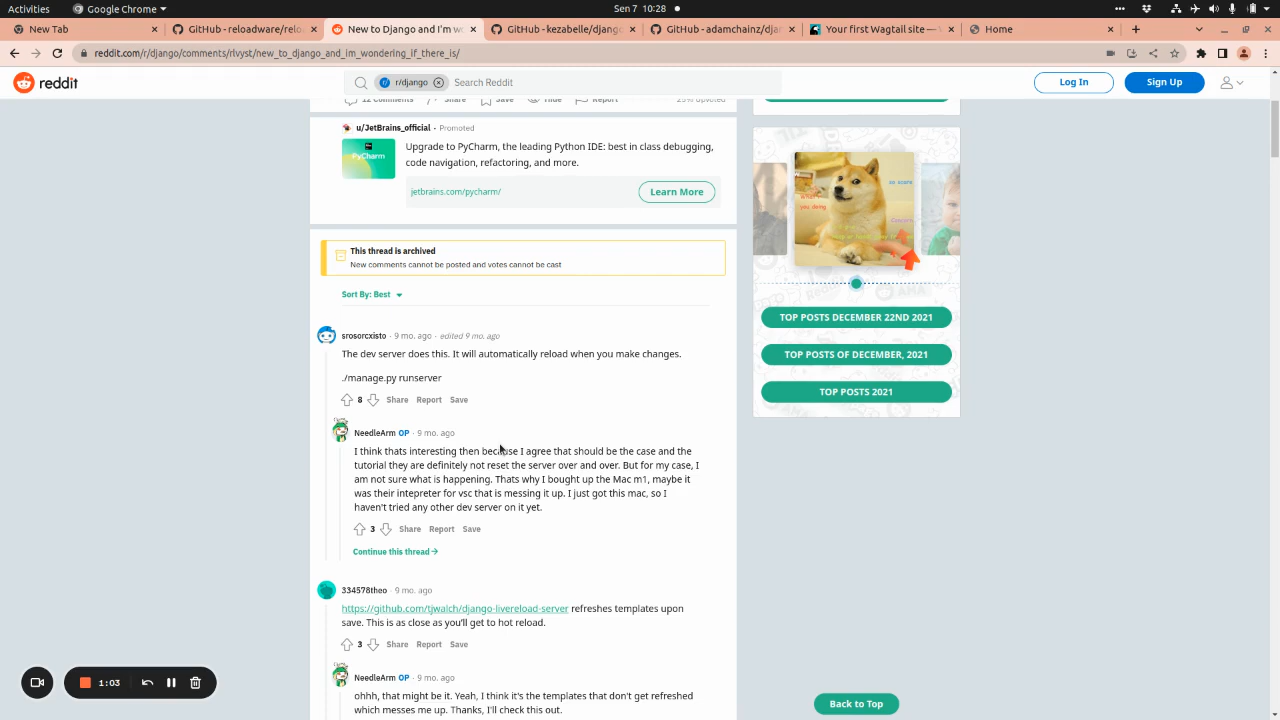 Activities
Google Chrome
Sen 7 10:28
New Tab
GitHub - reloadware/relo
New to Django and I'm wo
GitHub - kezabelle/django
GitHub - adamchainz/dja
Your first Wagtail site —
Home
reddit.com/r/django/comments/rlvyst/new_to_django_and_im_wondering_if_there_is/
reddit
r/django
Search Reddit
Log In
Sign Up
12 Comments
Share
Save
Hide
Report
u/JetBrains_official · Promoted
Upgrade to PyCharm, the leading Python IDE: best in class debugging,
code navigation, refactoring, and more.
PyCharm
jetbrains.com/pycharm/
Learn More
This thread is archived
New comments cannot be posted and votes cannot be cast
Sort By: Best
srosorcxisto · 9 mo. ago · edited 9 mo. ago
The dev server does this. It will automatically reload when you make changes.
./manage.py runserver
8 Share Report Save
NeedleArm OP · 9 mo. ago
I think thats interesting then because I agree that should be the case and the
tutorial they are definitely not reset the server over and over. But for my case, I
am not sure what is happening. Thats why I bought up the Mac m1, maybe it
was their intepreter for vsc that is messing it up. I just got this mac, so I
haven't tried any other dev server on it yet.
3 Share Report Save
Continue this thread
334578theo · 9 mo. ago
https://github.com/tjwalch/django-livereload-server refreshes templates upon
save. This is as close as you'll get to hot reload.
3 Share Report Save
NeedleArm OP · 9 mo. ago
ohhh, that might be it. Yeah, I think it's the templates that don't get refreshed
which messes me up. Thanks, I'll check this out.
so scare
when
you doing
Concern
AMA
TOP POSTS DECEMBER 22ND 2021
TOP POSTS OF DECEMBER, 2021
TOP POSTS 2021
Back to Top
1:03